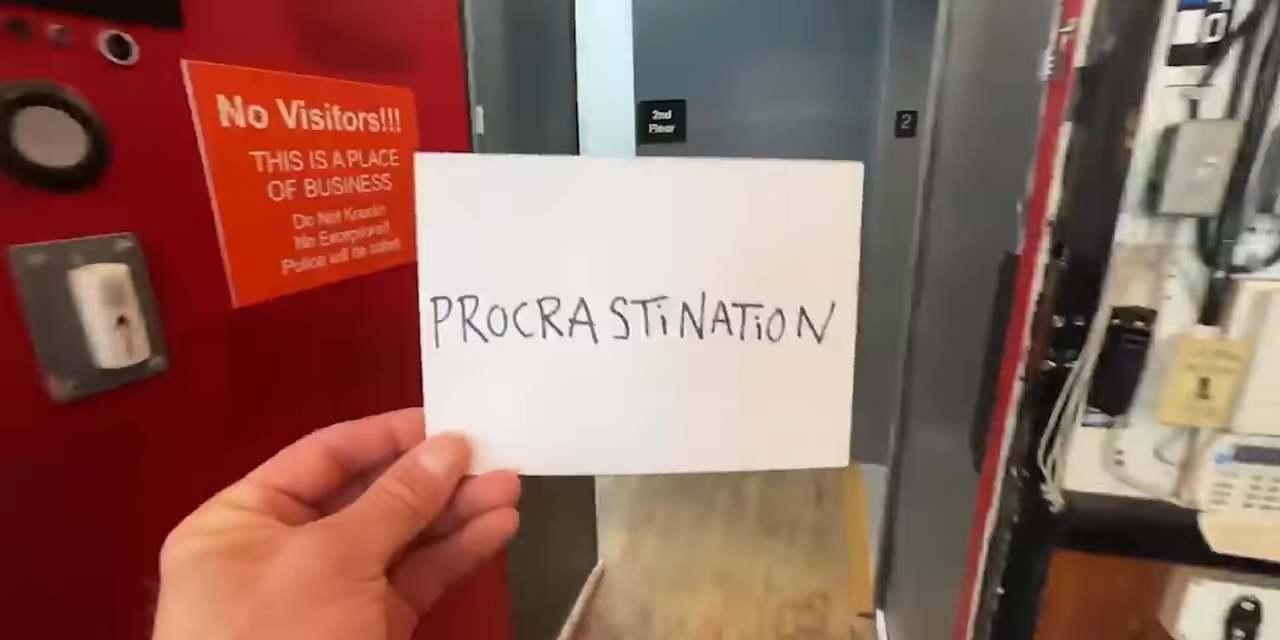 No Visitors!!!
THIS IS A PLACE
OF BUSINESS
Do Not Knock!!
No Exceptions!!
Police will be called
2nd
Floor
2
PROCRASTiNATiON